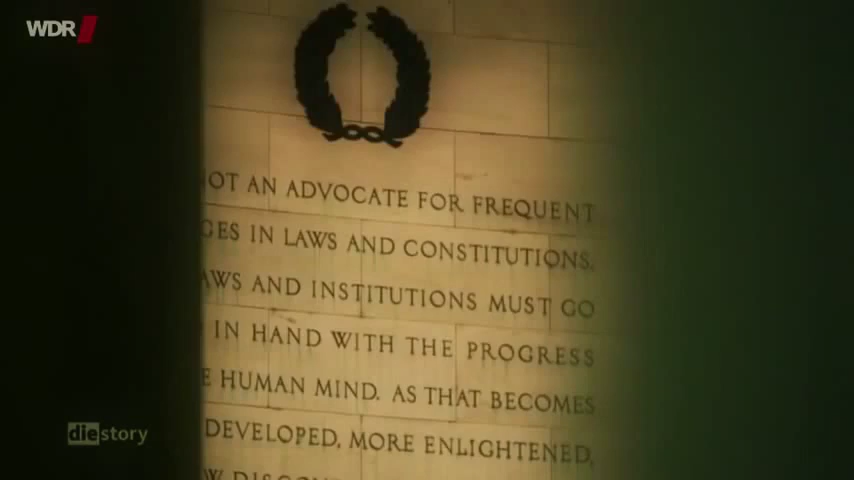 WDR
OT AN ADVOCATE FOR FREQUENT
GES IN LAWS AND CONSTITUTIONS.
AWS AND INSTITUTIONS MUST GO
IN HAND WITH THE PROGRESS
E HUMAN MIND. AS THAT BECOMES
DEVELOPED, MORE ENLIGHTENED,
W DISCO
diestory